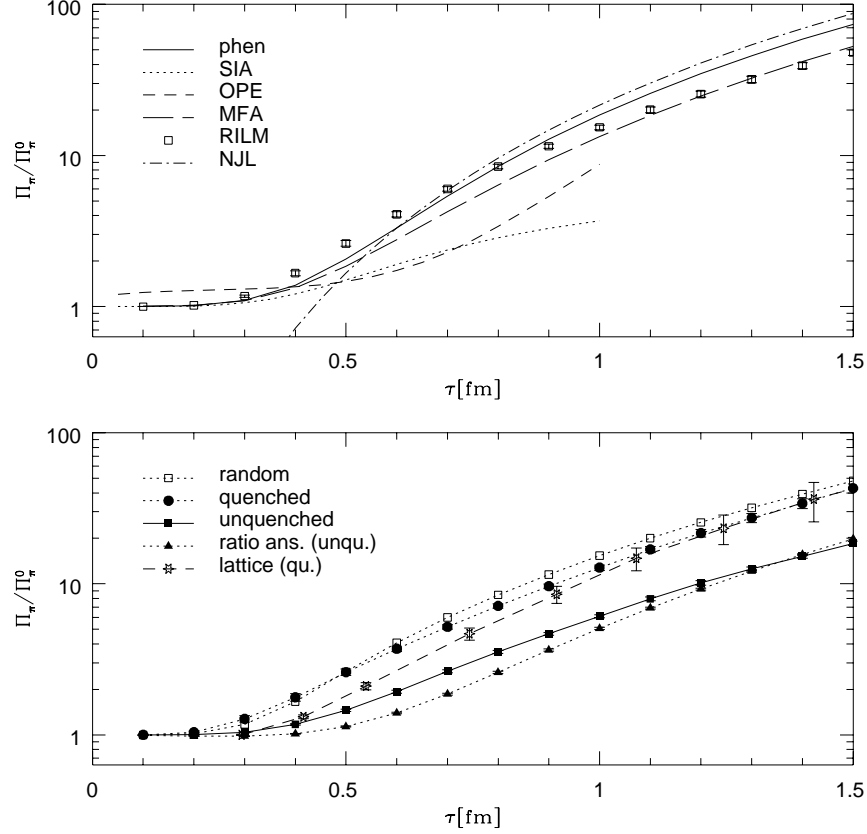 100
10
1
Π_π/Π_π^0
phen
SIA
OPE
MFA
RILM
NJL
0 0.5 1 1.5
τ[fm]
100
10
1
Π_π/Π_π^0
random
quenched
unquenched
ratio ans. (unqu.)
lattice (qu.)
0 0.5 1 1.5
τ[fm]